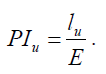 PI_u = l_u / E .